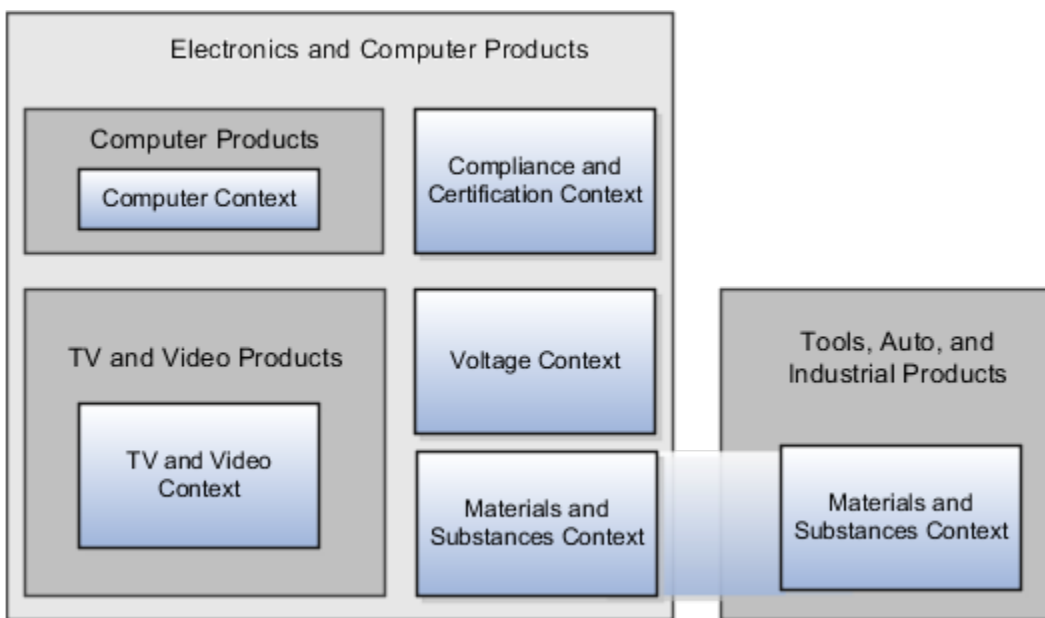 Electronics and Computer Products
Computer Products
Computer Context
Compliance and
Certification Context
TV and Video Products
TV and Video
Context
Voltage Context
Materials and
Substances Context
Tools, Auto, and
Industrial Products
Materials and
Substances Context